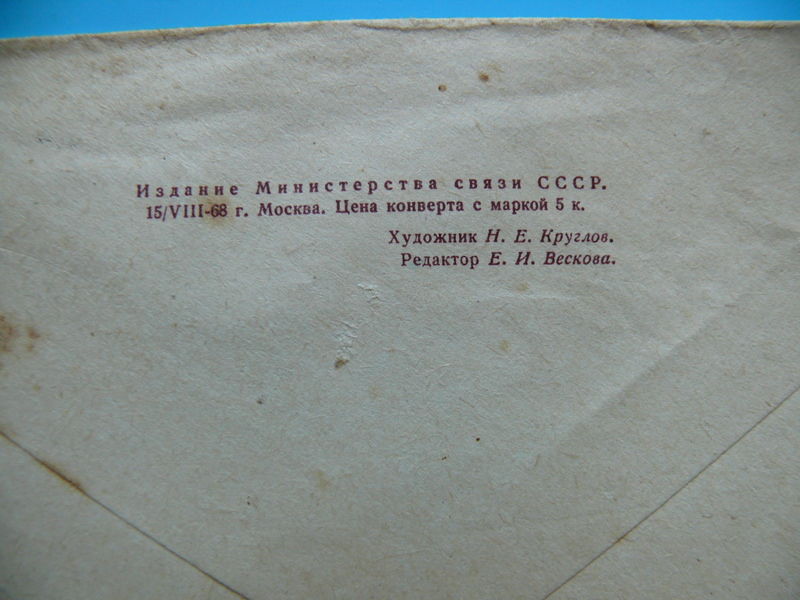 Издание Министерства связи СССР.
15/VIII-68 г. Москва. Цена конверта с маркой 5 к.
Художник Н. Е. Круглов.
Редактор Е. И. Вескова.